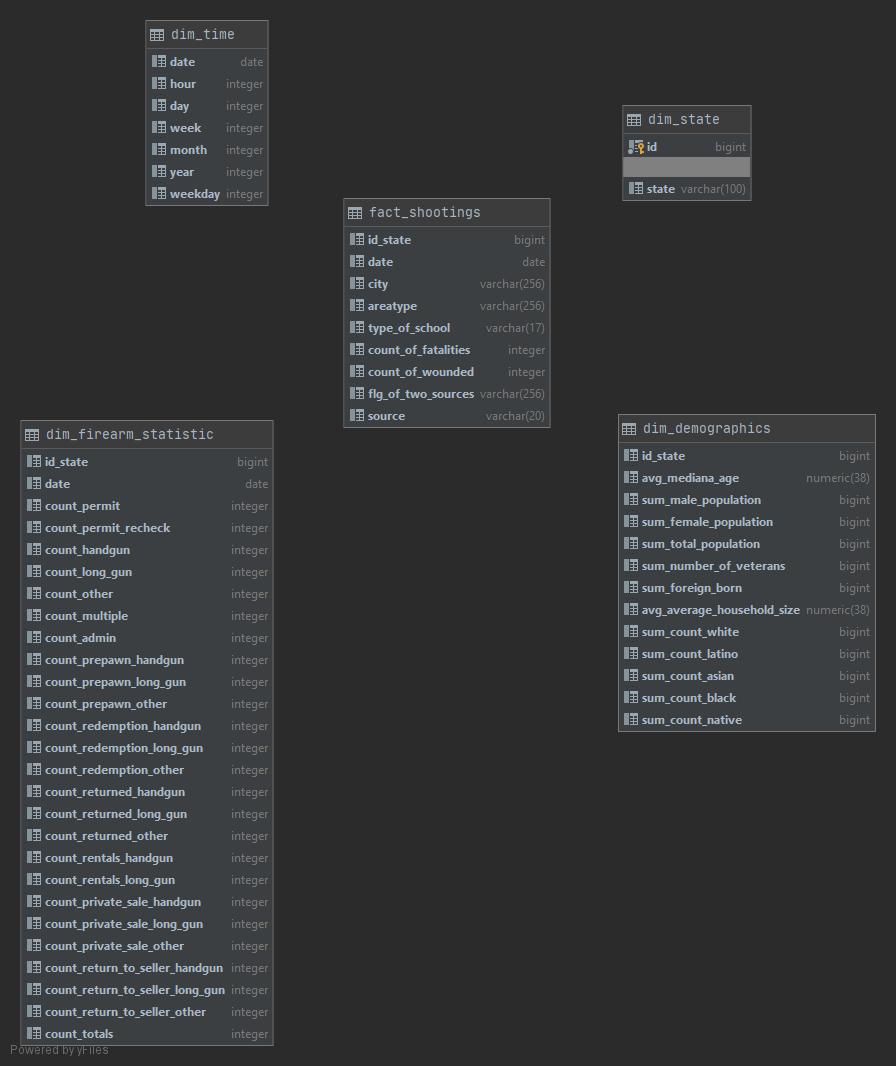 dim_time
date date
hour integer
day integer
week integer
month integer
year integer
weekday integer
dim_state
id bigint
state varchar(100)
fact_shootings
id_state bigint
date date
city varchar(256)
areatype varchar(256)
type_of_school varchar(17)
count_of_fatalities integer
count_of_wounded integer
flg_of_two_sources varchar(256)
source varchar(20)
dim_firearm_statistic
id_state bigint
date date
count_permit integer
count_permit_recheck integer
count_handgun integer
count_long_gun integer
count_other integer
count_multiple integer
count_admin integer
count_prepawn_handgun integer
count_prepawn_long_gun integer
count_prepawn_other integer
count_redemption_handgun integer
count_redemption_long_gun integer
count_redemption_other integer
count_returned_handgun integer
count_returned_long_gun integer
count_returned_other integer
count_rentals_handgun integer
count_rentals_long_gun integer
count_private_sale_handgun integer
count_private_sale_long_gun integer
count_private_sale_other integer
count_return_to_seller_handgun integer
count_return_to_seller_long_gun integer
count_return_to_seller_other integer
count_totals integer
dim_demographics
id_state bigint
avg_mediana_age numeric(38)
sum_male_population bigint
sum_female_population bigint
sum_total_population bigint
sum_number_of_veterans bigint
sum_foreign_born bigint
avg_average_household_size numeric(38)
sum_count_white bigint
sum_count_latino bigint
sum_count_asian bigint
sum_count_black bigint
sum_count_native bigint
Powered by yFiles